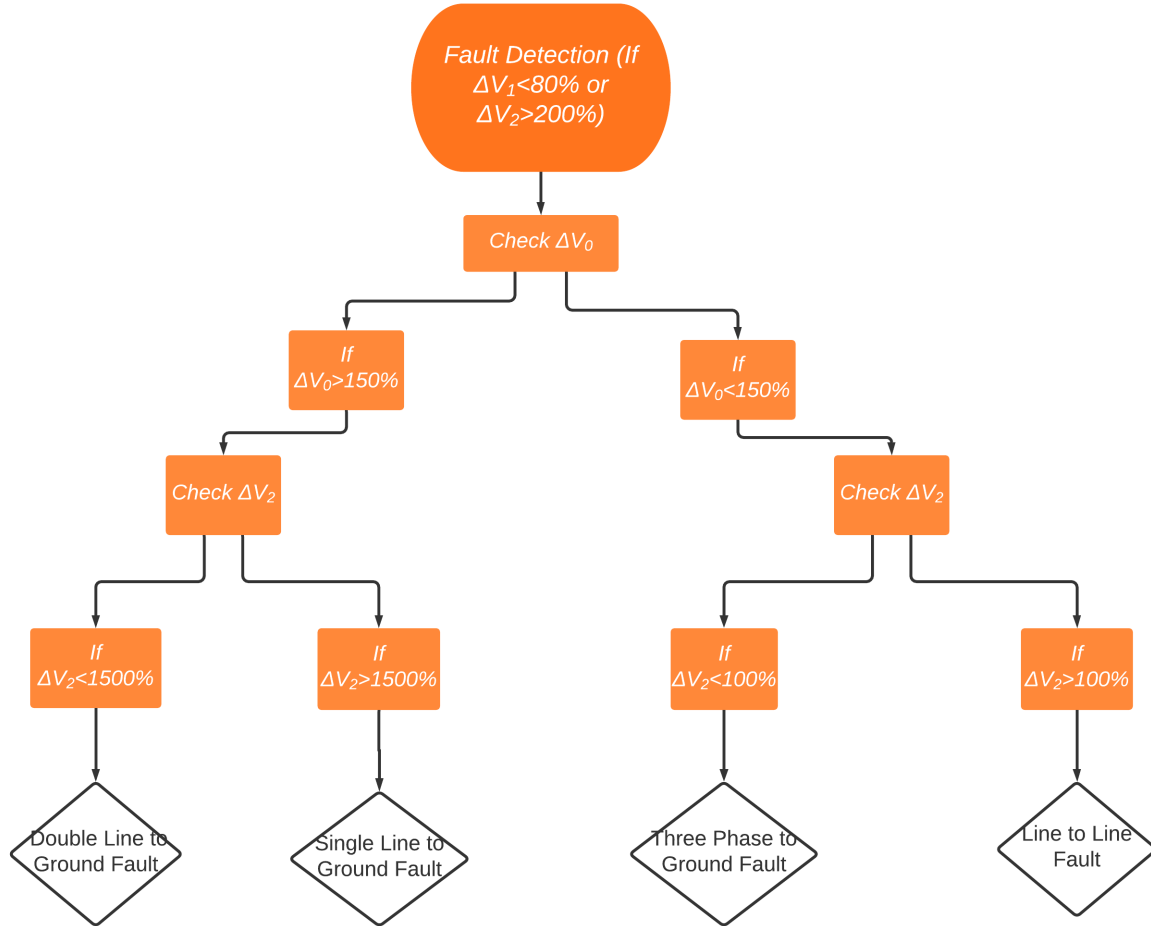 Fault Detection (If
ΔV₁<80% or
ΔV₂>200%)
Check ΔV₀
If
ΔV₀>150%
If
ΔV₀<150%
Check ΔV₂
Check ΔV₂
If
ΔV₂<1500%
If
ΔV₂>1500%
If
ΔV₂<100%
If
ΔV₂>100%
Double Line to
Ground Fault
Single Line to
Ground Fault
Three Phase to
Ground Fault
Line to Line
Fault